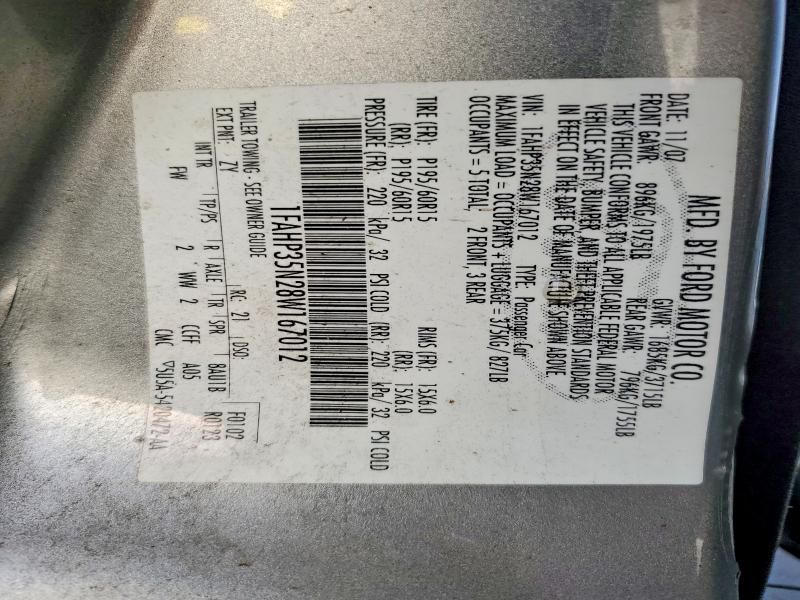 MFD. BY FORD MOTOR CO.
DATE: 11/07 GVWR: 1685KG/3715LB
FRONT GAWR: 896KG/1975LB REAR GAWR: 796KG/1755LB
THIS VEHICLE CONFORMS TO ALL APPLICABLE FEDERAL MOTOR
VEHICLE SAFETY, BUMPER, AND THEFT PREVENTION STANDARDS
IN EFFECT ON THE DATE OF MANUFACTURE SHOWN ABOVE.
VIN: 1FAHP35N28W167012 TYPE: Passenger Car
MAXIMUM LOAD = OCCUPANTS + LUGGAGE = 375KG/ 827LB
OCCUPANTS = 5 TOTAL, 2 FRONT, 3 REAR
TIRE (FR): P195/60R15 RIMS (FR): 15X6.0
(RR): P195/60R15 (RR): 15X6.0
PRESSURE (FR): 220 kPa/ 32 PSI COLD (RR): 220 kPa/ 32 PSI COLD
1FAHP35N28W167012
TRAILER TOWING - SEE OWNER GUIDE
EXT PNT: ZY RC: 21 DSO: F0102
INT TR TP/PS R AXLE TR SPR BAU1B R0123
FW 2 WW 2 CCFF AUS
CMC 5U5A-5420472-AA